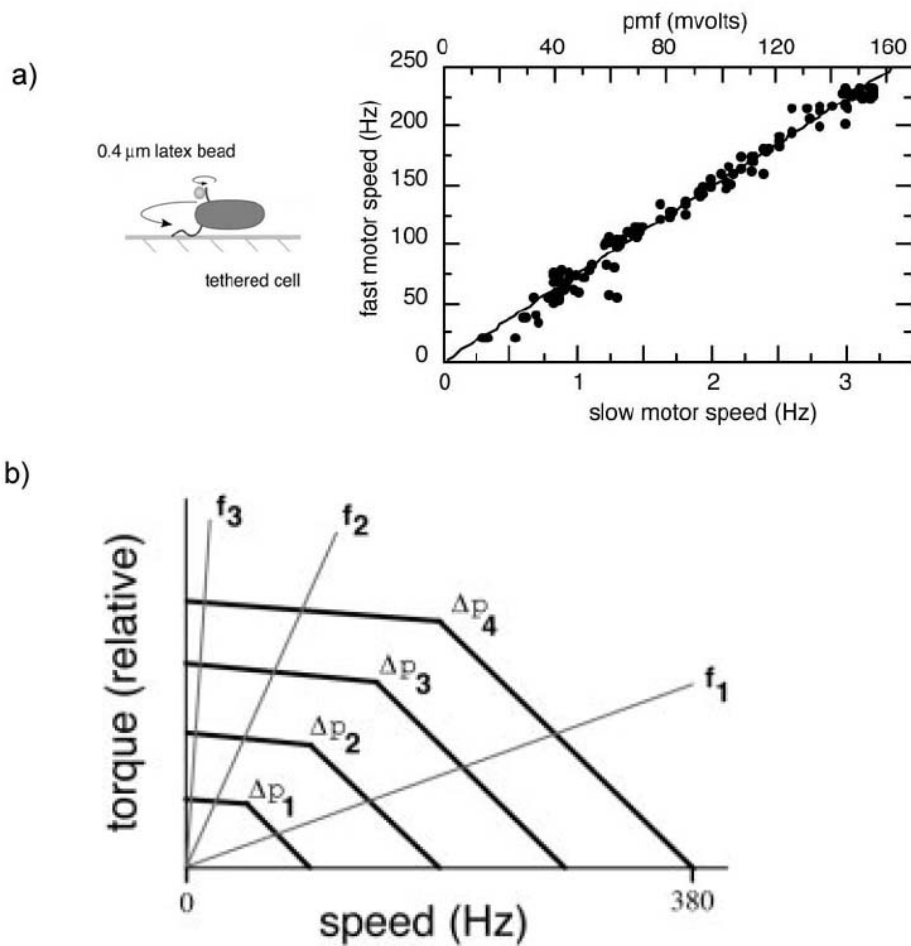 a)
0.4 µm latex bead
tethered cell
pmf (mvolts)
0 40 80 120 160
fast motor speed (Hz)
250
200
150
100
50
0
0 1 2 3
slow motor speed (Hz)
b)
torque (relative)
f3
f2
f1
Δp4
Δp3
Δp2
Δp1
0 380
speed (Hz)